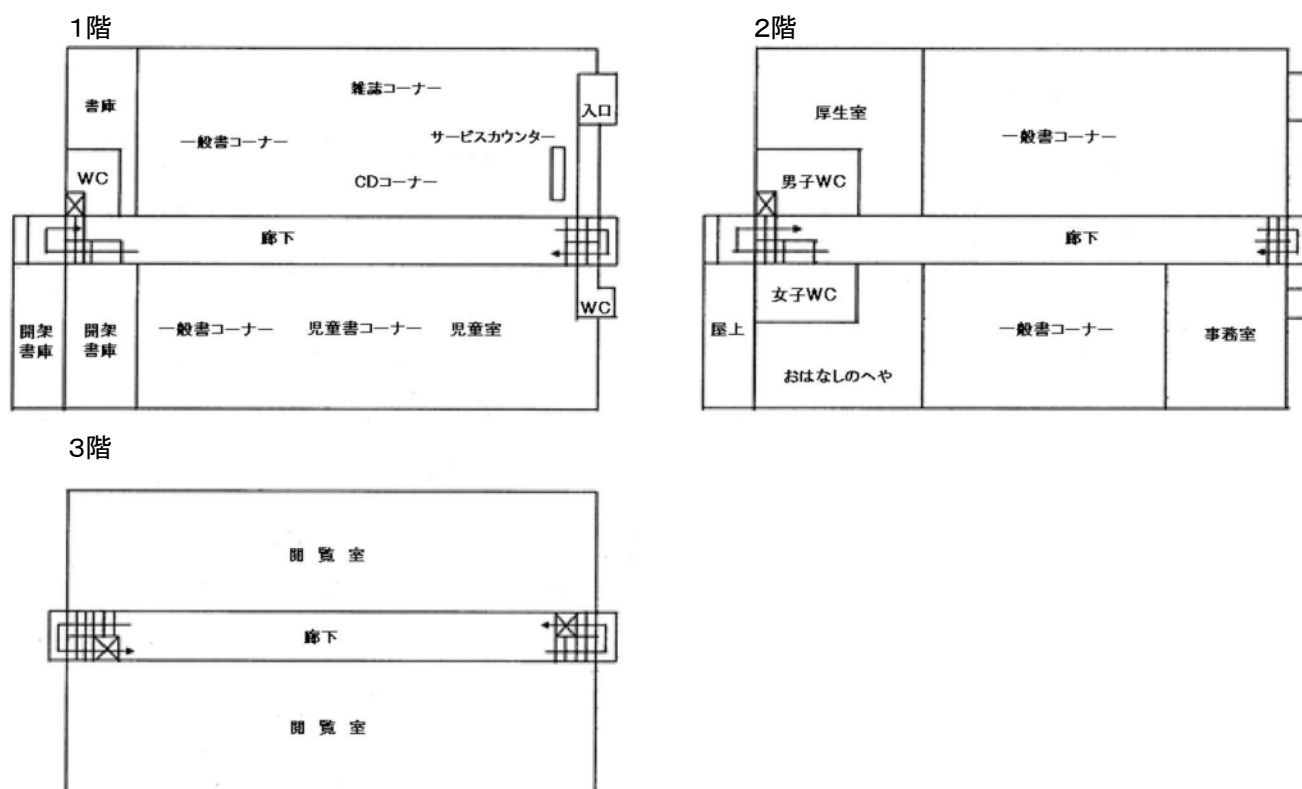 1階
書庫
雑誌コーナー
入口
一般書コーナー
サービスカウンター
WC
CDコーナー
廊下
WC
開架
書庫
開架
書庫
一般書コーナー
児童書コーナー
児童室
2階
厚生室
一般書コーナー
男子WC
廊下
女子WC
屋上
一般書コーナー
事務室
おはなしのへや
3階
閲覧室
廊下
閲覧室